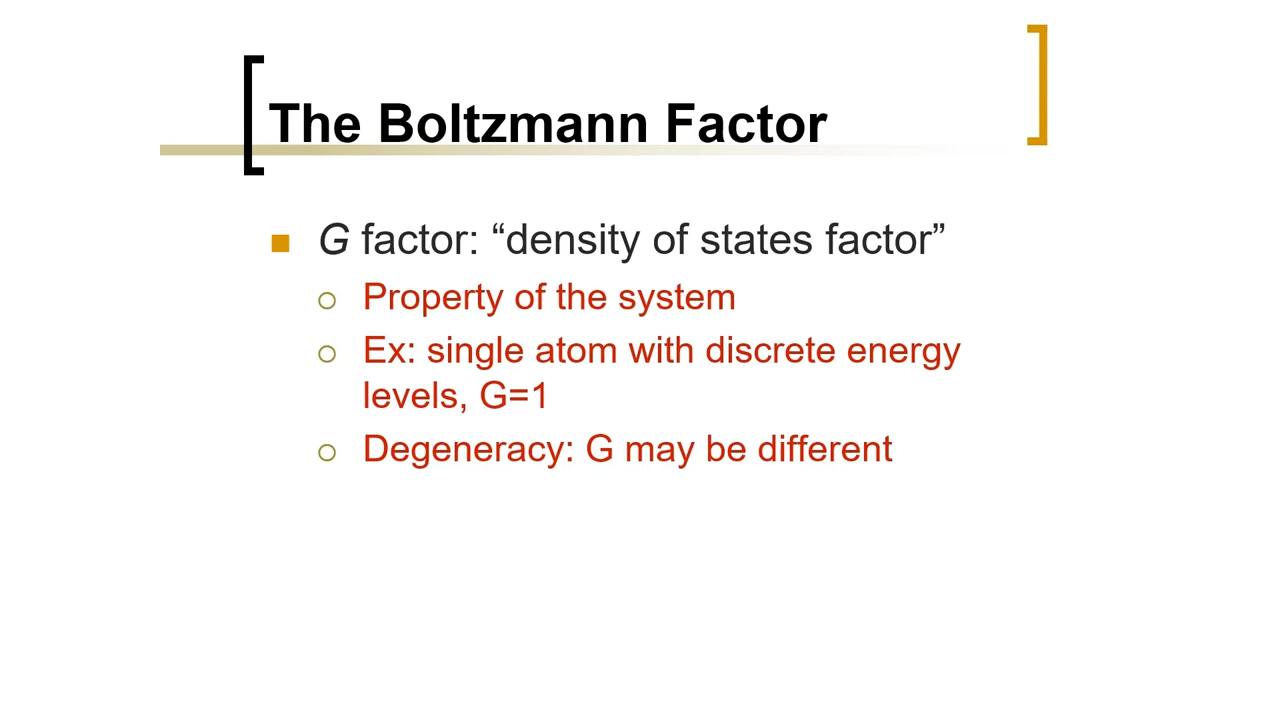 The Boltzmann Factor
G factor: “density of states factor”
Property of the system
Ex: single atom with discrete energy
levels, G=1
Degeneracy: G may be different